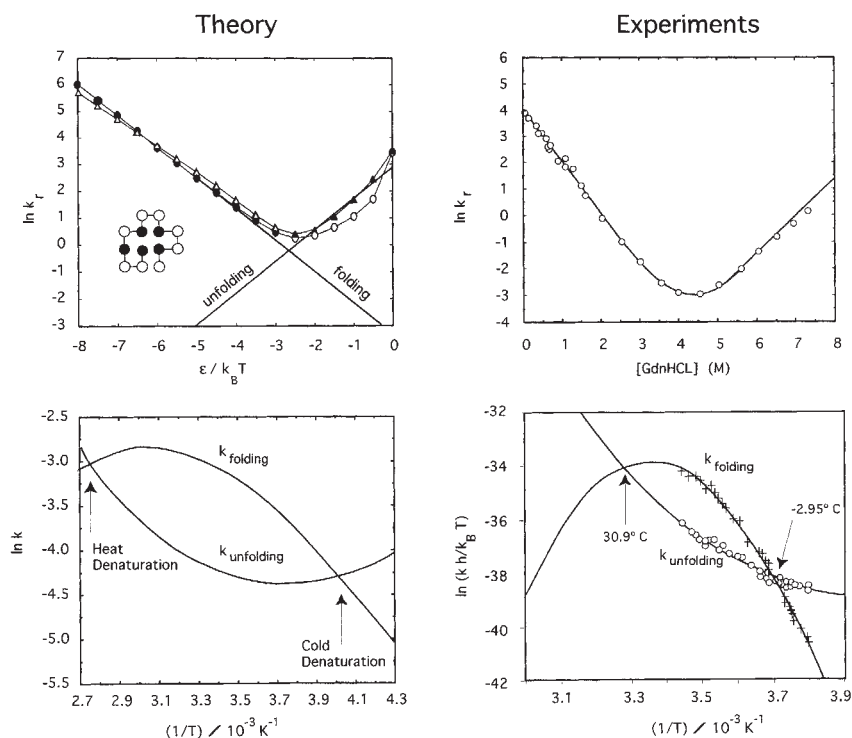 Theory
Experiments
7
6
5
4
3
2
1
0
-1
-2
-3
ln k_r
unfolding
folding
-8 -7 -6 -5 -4 -3 -2 -1 0
ε / k_B T
6
5
4
3
2
1
0
-1
-2
-3
-4
ln k_r
0 1 2 3 4 5 6 7 8
[GdnHCL] (M)
-2.5
-3.0
-3.5
-4.0
-4.5
-5.0
-5.5
ln k
k folding
Heat
Denaturation
k unfolding
Cold
Denaturation
2.7 2.9 3.1 3.3 3.5 3.7 3.9 4.1 4.3
(1/T) / 10⁻³ K⁻¹
-32
-34
-36
-38
-40
-42
ln (k h/k_B T)
k folding
-2.95° C
30.9° C
k unfolding
3.1 3.3 3.5 3.7 3.9
(1/T) / 10⁻³ K⁻¹